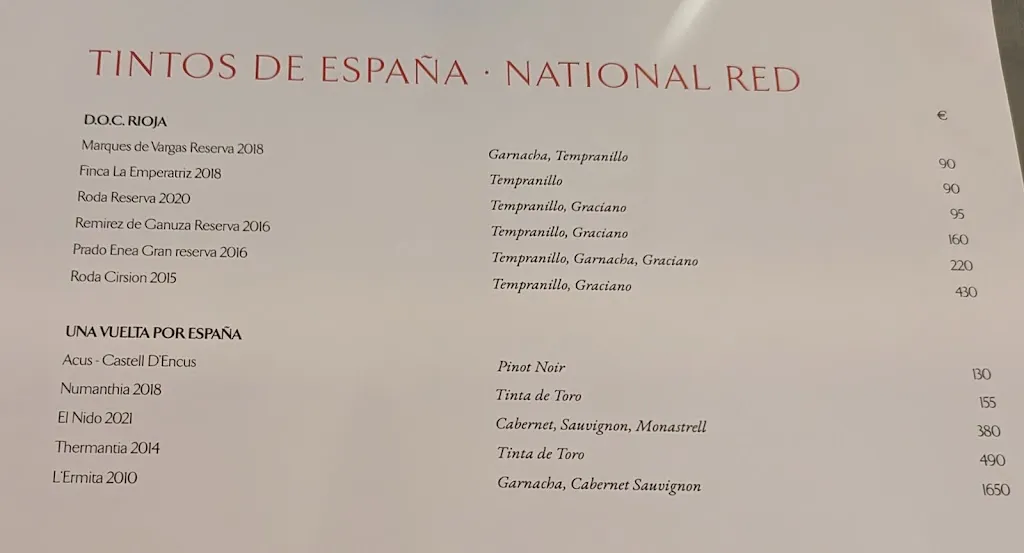 TINTOS DE ESPAÑA · NATIONAL RED
€
D.O.C. RIOJA
Marques de Vargas Reserva 2018 Garnacha, Tempranillo 90
Finca La Emperatriz 2018 Tempranillo 90
Roda Reserva 2020 Tempranillo, Graciano 95
Remirez de Ganuza Reserva 2016 Tempranillo, Graciano 160
Prado Enea Gran reserva 2016 Tempranillo, Garnacha, Graciano 220
Roda Cirsion 2015 Tempranillo, Graciano 430
UNA VUELTA POR ESPAÑA
Acus - Castell D'Encus Pinot Noir 130
Numanthia 2018 Tinta de Toro 155
El Nido 2021 Cabernet, Sauvignon, Monastrell 380
Thermantia 2014 Tinta de Toro 490
L'Ermita 2010 Garnacha, Cabernet Sauvignon 1650